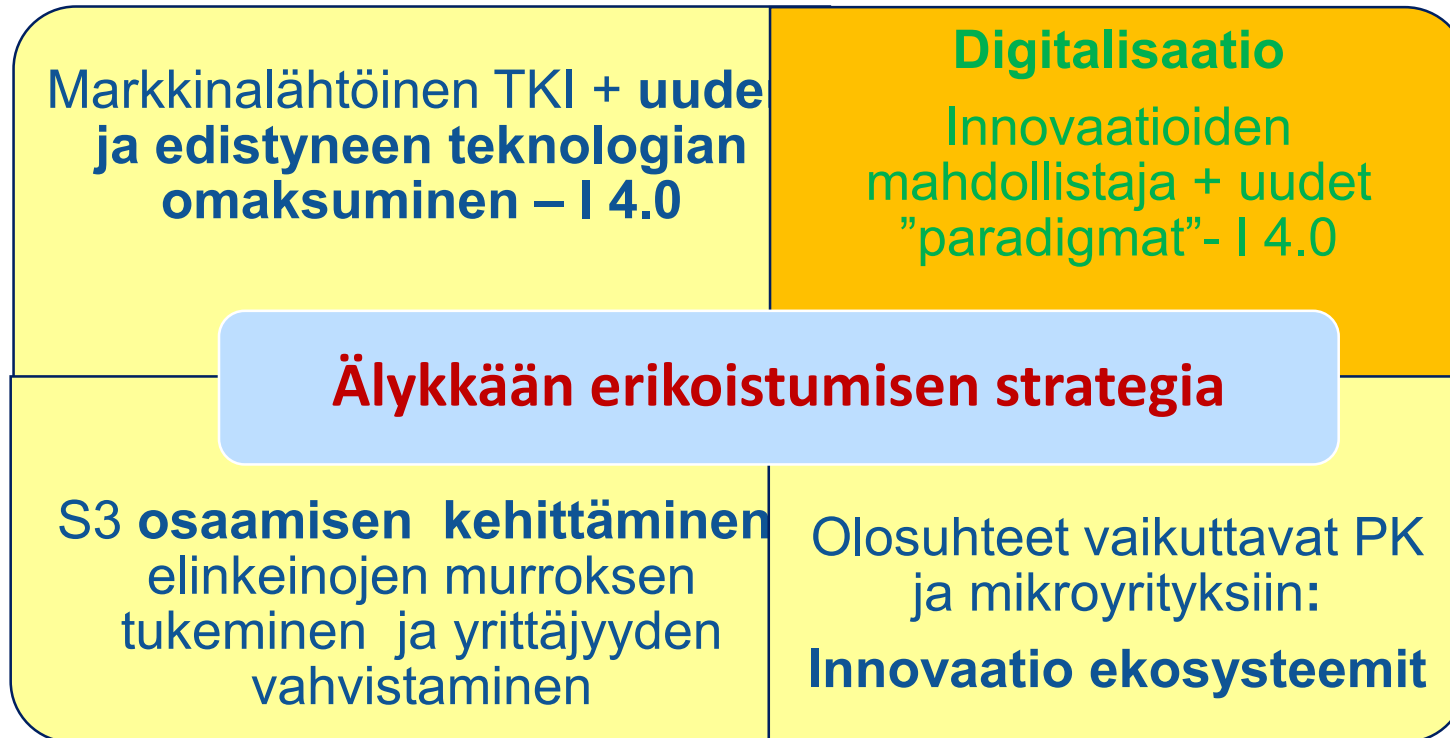 Markkinalähtöinen TKI + uude
ja edistyneen teknologian
omaksuminen – I 4.0
Digitalisaatio
Innovaatioiden
mahdollistaja + uudet
”paradigmat”- I 4.0
Älykkään erikoistumisen strategia
S3 osaamisen kehittäminen
elinkeinojen murroksen
tukeminen ja yrittäjyyden
vahvistaminen
Olosuhteet vaikuttavat PK
ja mikroyrityksiin:
Innovaatio ekosysteemit